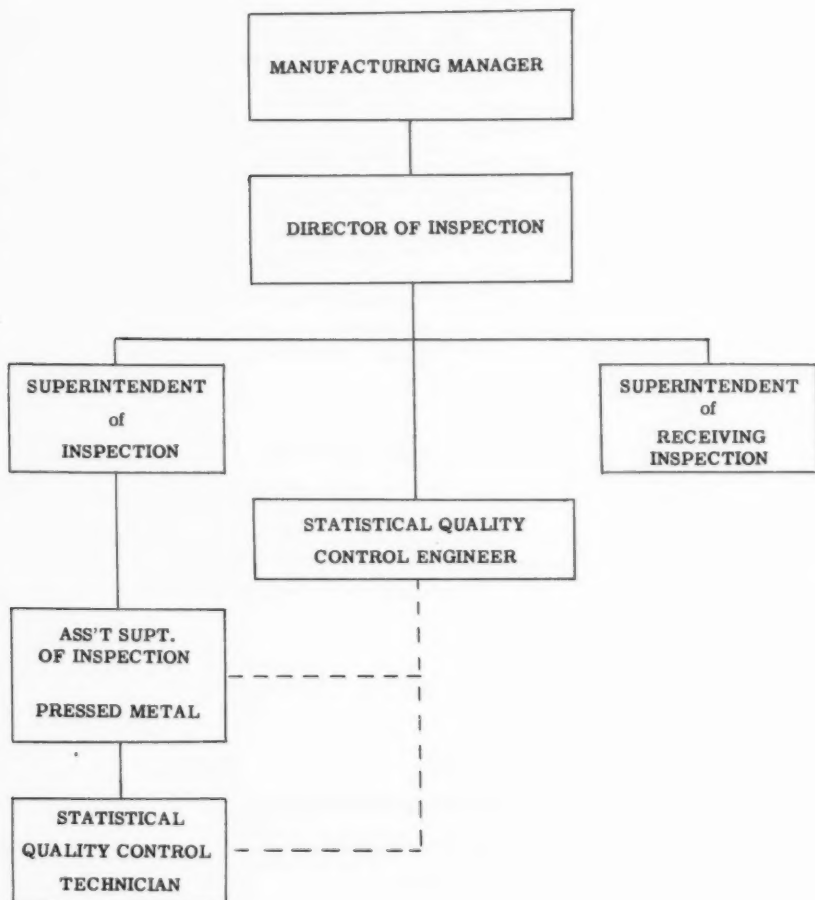 MANUFACTURING MANAGER
DIRECTOR OF INSPECTION
SUPERINTENDENT
of
INSPECTION
SUPERINTENDENT
of
RECEIVING
INSPECTION
STATISTICAL QUALITY
CONTROL ENGINEER
ASS'T SUPT.
OF INSPECTION
PRESSED METAL
STATISTICAL
QUALITY CONTROL
TECHNICIAN